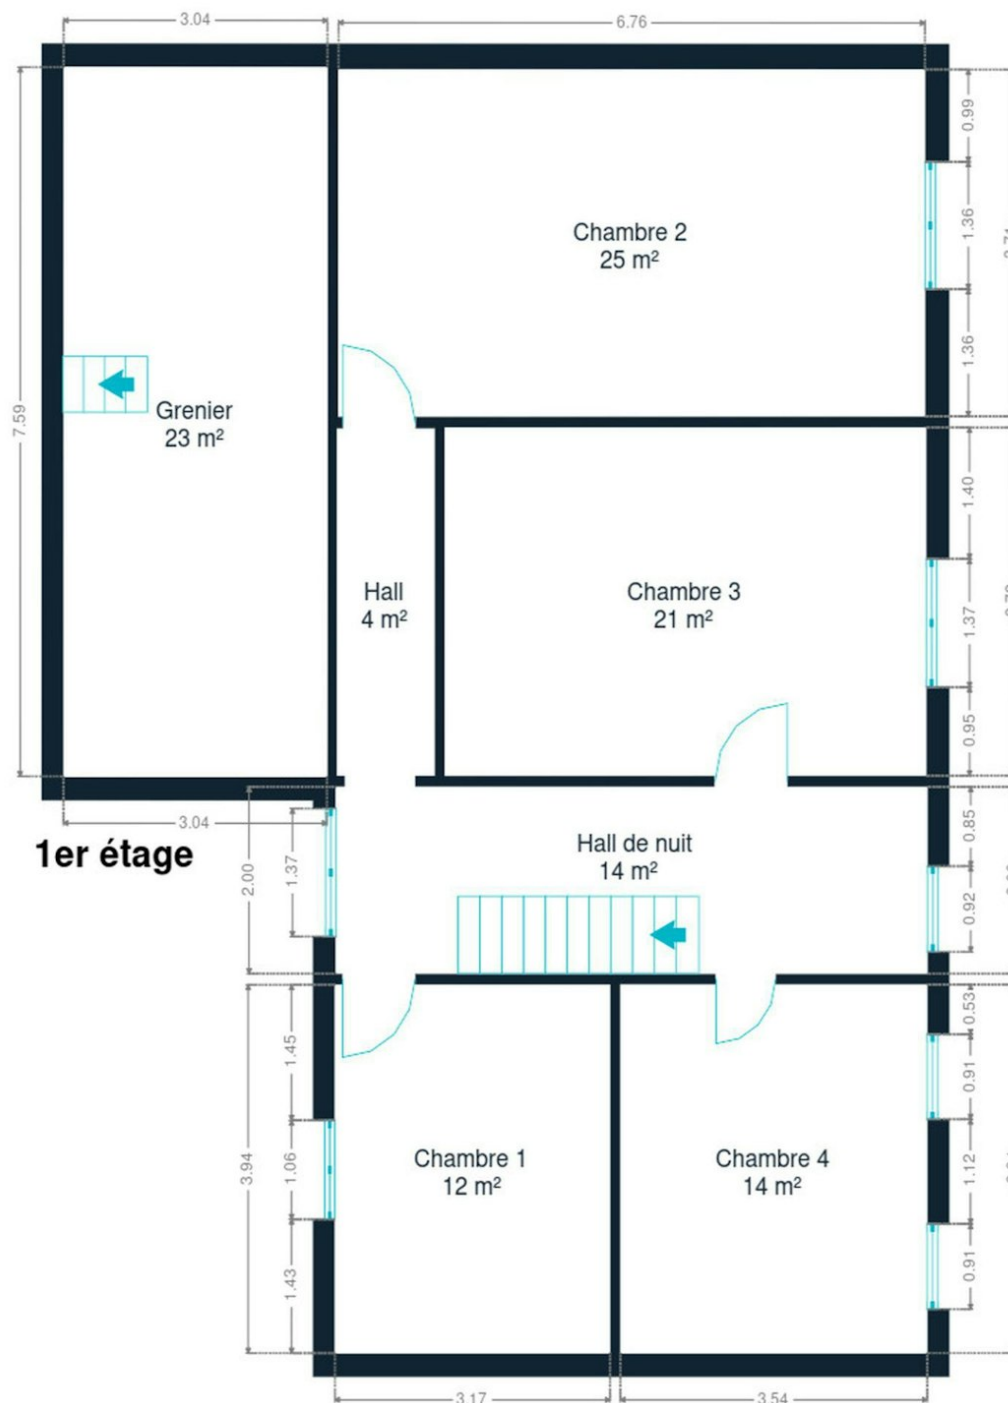 3.04
6.76
0.99
Chambre 2
25 m²
1.36
1.36
7.59
Grenier
23 m²
1.40
Hall
4 m²
Chambre 3
21 m²
1.37
0.95
3.04
1er étage
2.00
1.37
Hall de nuit
14 m²
0.85
0.92
0.53
1.45
0.91
3.94
1.06
Chambre 1
12 m²
Chambre 4
14 m²
1.12
1.43
0.91
3.17
3.54